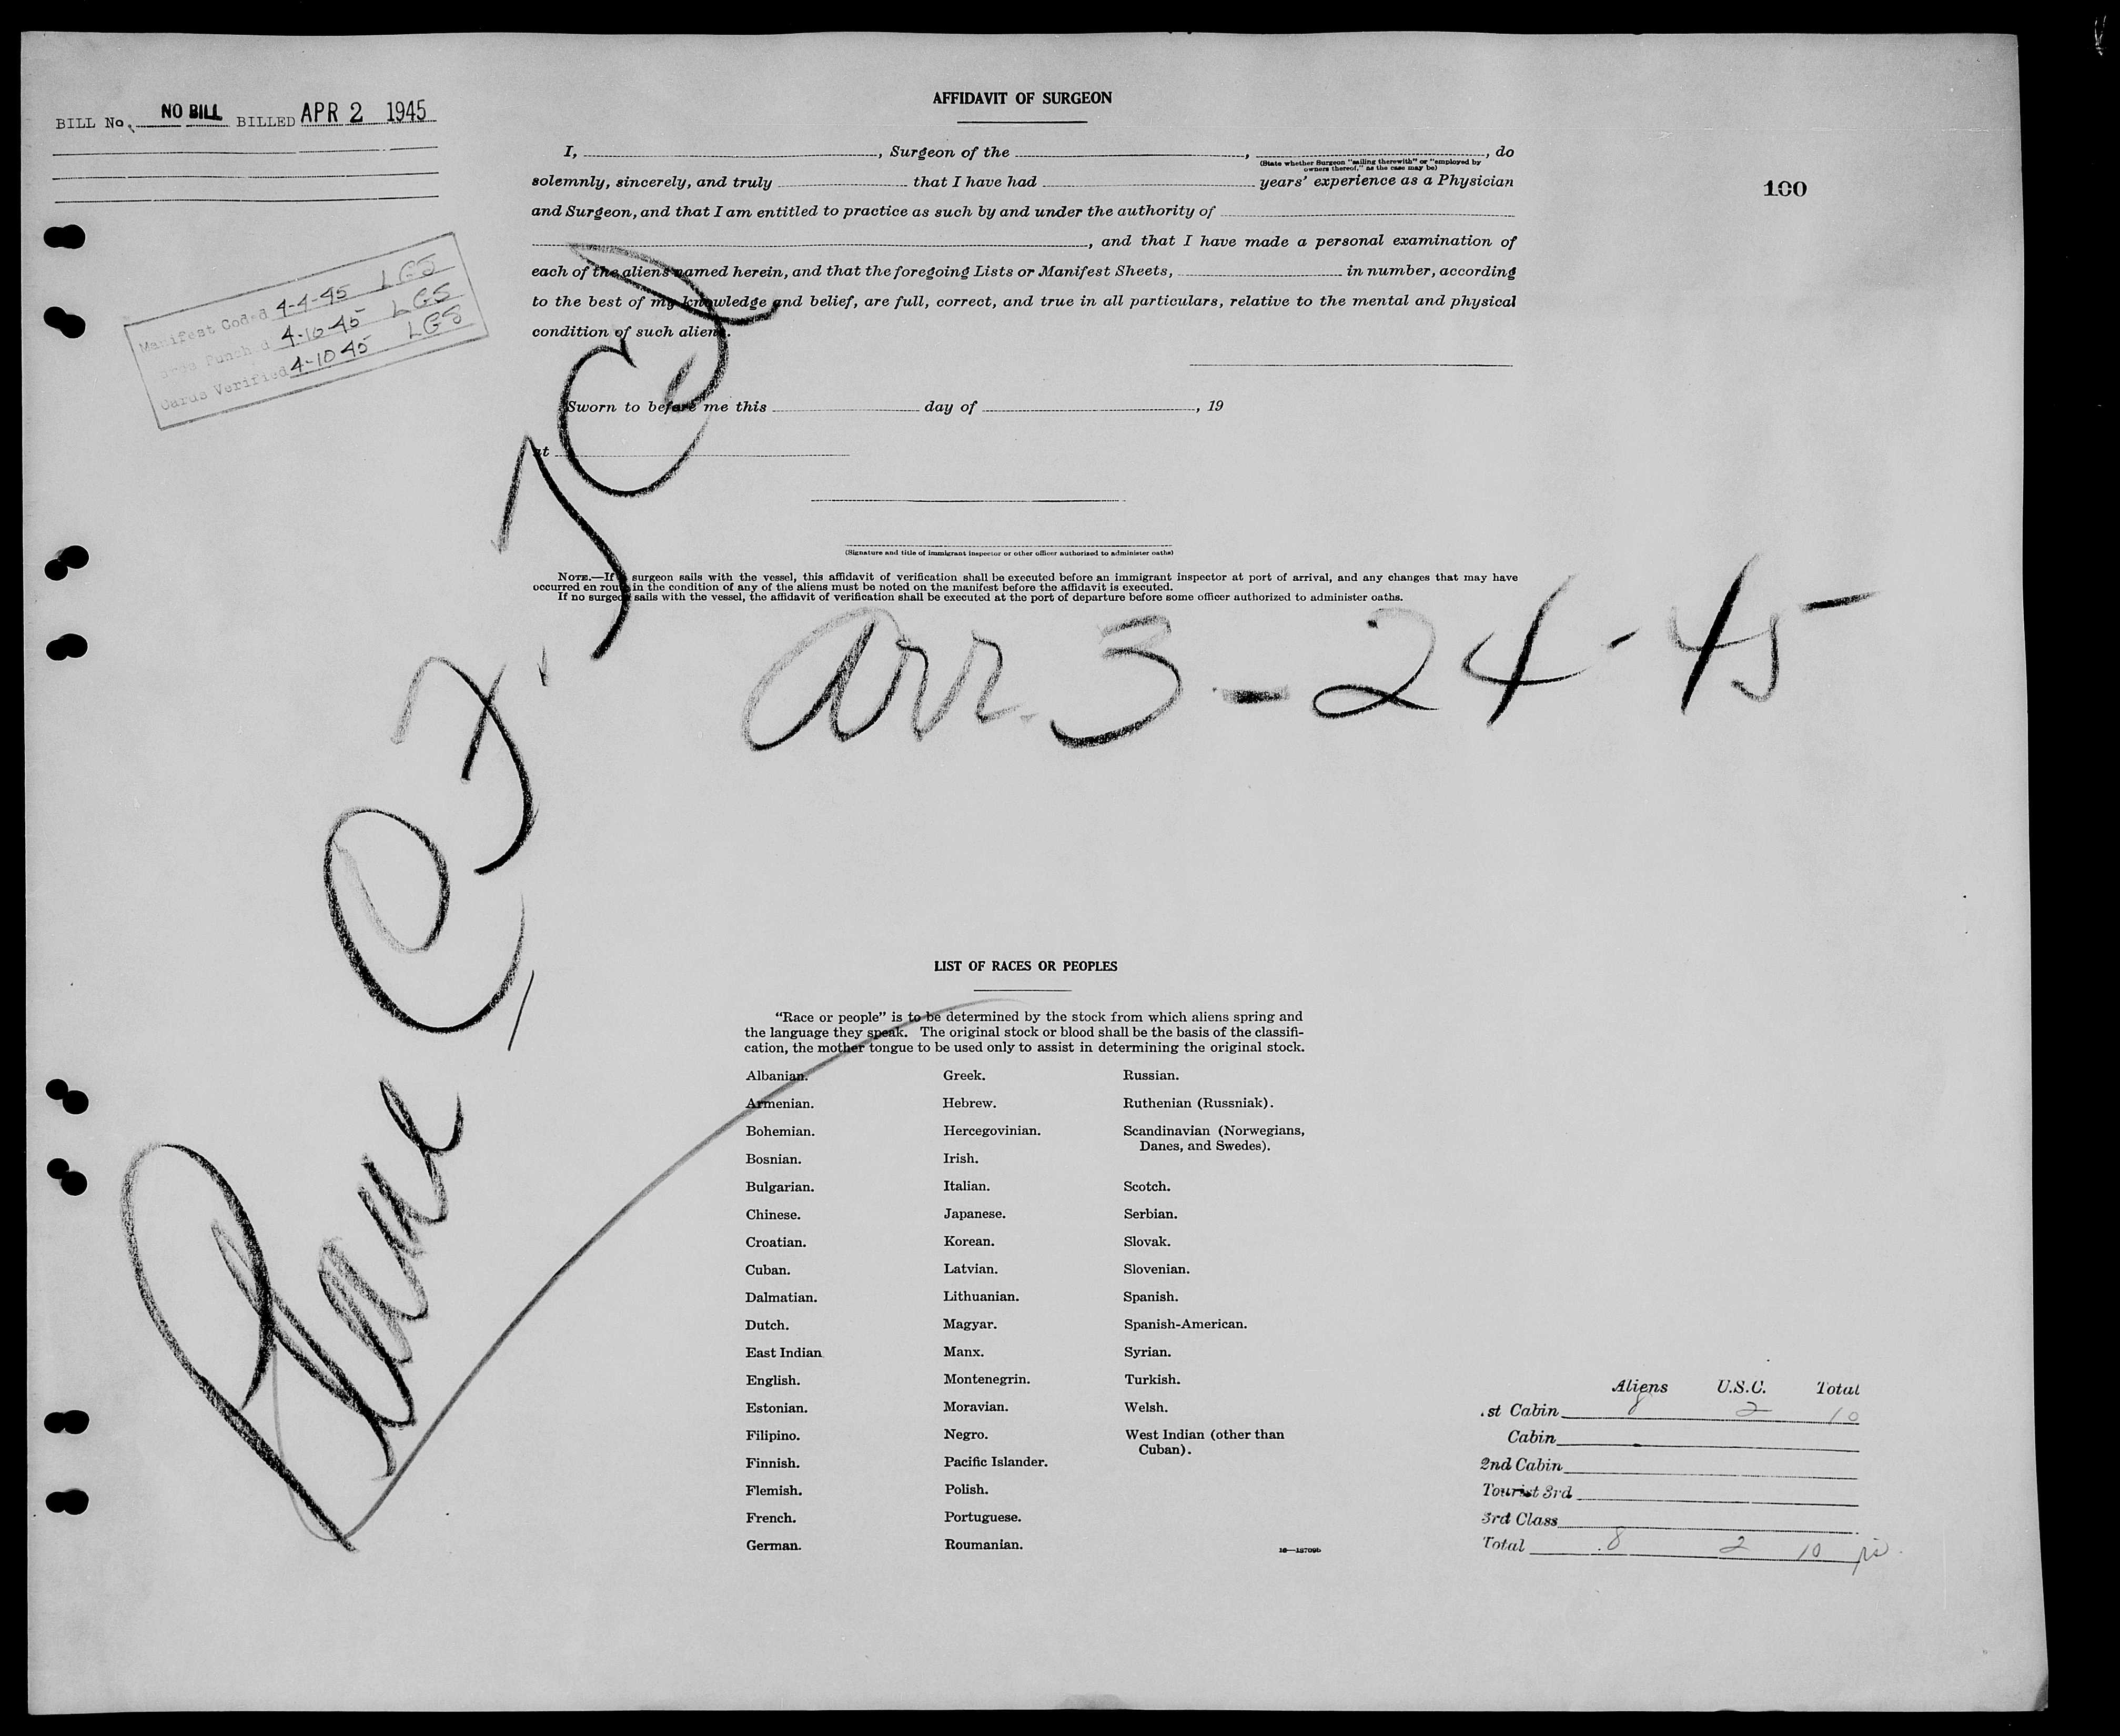 BILL No. NO BILL BILLED APR 2 1945
AFFIDAVIT OF SURGEON
I, , Surgeon of the , , do
(State whether Surgeon "sailing therewith" or "employed by
owners thereof," as the case may be)
solemnly, sincerely, and truly that I have had years' experience as a Physician
100
and Surgeon, and that I am entitled to practice as such by and under the authority of
, and that I have made a personal examination of
each of the aliens named herein, and that the foregoing Lists or Manifest Sheets, in number, according
to the best of my knowledge and belief, are full, correct, and true in all particulars, relative to the mental and physical
condition of such aliens.
Manifest Coded 4-4-45 LGS
Cards Punched 4-10-45 LGS
Cards Verified 4-10-45 LGS
Sworn to before me this day of , 19
at
(Signature and title of immigrant inspector or other officer authorized to administer oaths)
NOTE.—If a surgeon sails with the vessel, this affidavit of verification shall be executed before an immigrant inspector at port of arrival, and any changes that may have
occurred en route in the condition of any of the aliens must be noted on the manifest before the affidavit is executed.
If no surgeon sails with the vessel, the affidavit of verification shall be executed at the port of departure before some officer authorized to administer oaths.
Plane
Arr. 3-24-45
LIST OF RACES OR PEOPLES
"Race or people" is to be determined by the stock from which aliens spring and
the language they speak. The original stock or blood shall be the basis of the classifi-
cation, the mother tongue to be used only to assist in determining the original stock.
Albanian. Greek. Russian.
Armenian. Hebrew. Ruthenian (Russniak).
Bohemian. Hercegovinian. Scandinavian (Norwegians,
Danes, and Swedes).
Bosnian. Irish.
Bulgarian. Italian. Scotch.
Chinese. Japanese. Serbian.
Croatian. Korean. Slovak.
Cuban. Latvian. Slovenian.
Dalmatian. Lithuanian. Spanish.
Dutch. Magyar. Spanish-American.
East Indian Manx. Syrian.
English. Montenegrin. Turkish.
Estonian. Moravian. Welsh.
Filipino. Negro. West Indian (other than
Cuban).
Finnish. Pacific Islander.
Flemish. Polish.
French. Portuguese.
German. Roumanian.
16—18709b
Aliens U.S.C. Total
.st Cabin 8 2 10
Cabin
2nd Cabin
Tourist 3rd
3rd Class
Total 8 2 10